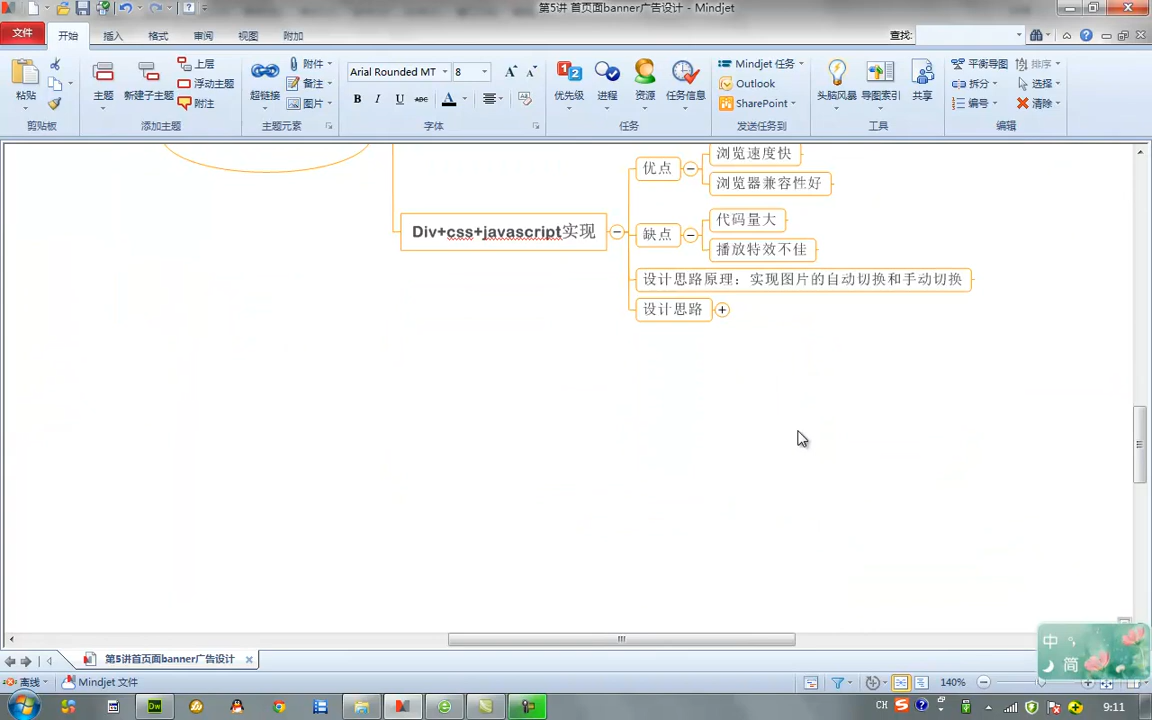 第5讲 首页面banner广告设计 - Mindjet
文件
开始
插入
格式
审阅
视图
附加
查找:
粘贴
剪贴板
主题
新建子主题
上层
浮动主题
附注
添加主题
超链接
附件
备注
图片
主题元素
Arial Rounded MT
8
B I U ABC A
字体
优先级
进程
资源
任务信息
任务
Mindjet 任务
Outlook
SharePoint
发送任务到
头脑风暴
导图索引
共享
工具
平衡导图
拆分
编号
排序
选择
清除
编辑
优点
浏览速度快
浏览器兼容性好
Div+css+javascript实现
缺点
代码量大
播放特效不佳
设计思路原理：实现图片的自动切换和手动切换
设计思路
中 °,
简
第5讲首页面banner广告设计
离线
Mindjet 文件
140%
Dw
CH
9:11